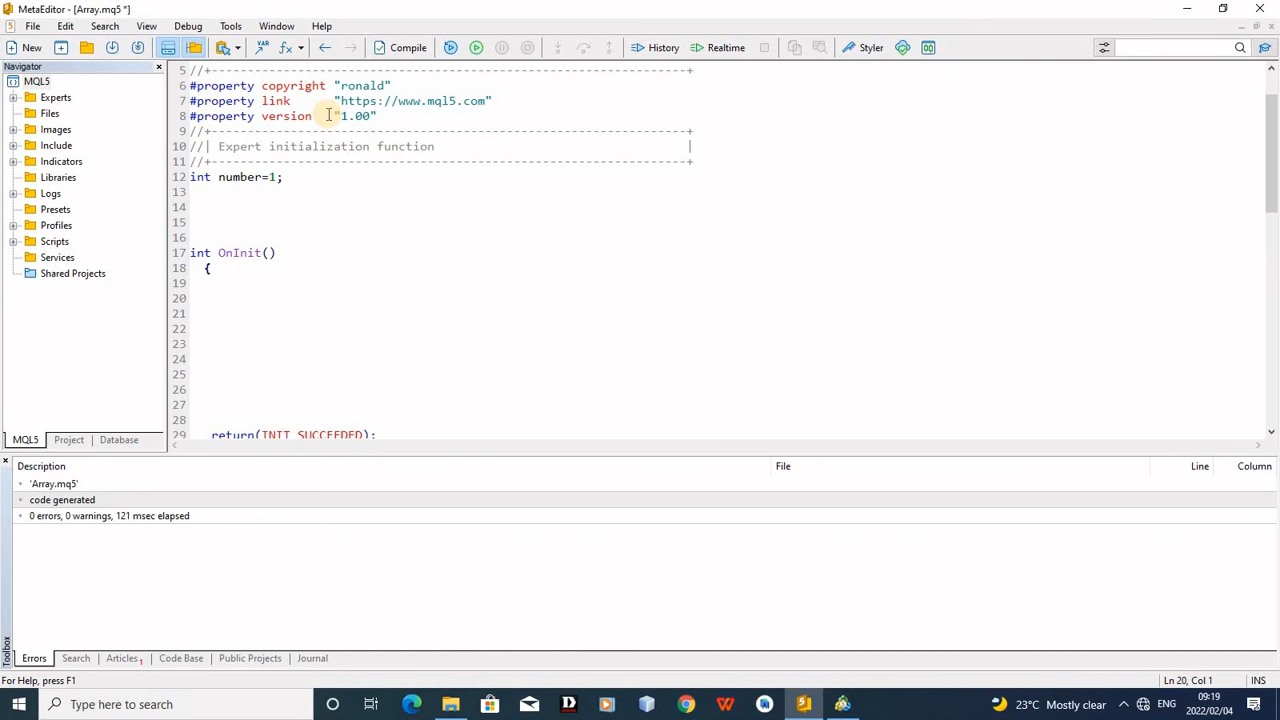 MetaEditor - [Array.mq5 *]
File Edit Search View Debug Tools Window Help
New VAR fx Compile History Realtime Styler
Navigator
MQL5
Experts
Files
Images
Include
Indicators
Libraries
Logs
Presets
Profiles
Scripts
Services
Shared Projects
MQL5 Project Database
5 //+------------------------------------------------------------------+
6 #property copyright "ronald"
7 #property link "https://www.mql5.com"
8 #property version "1.00"
9 //+------------------------------------------------------------------+
10 //| Expert initialization function |
11 //+------------------------------------------------------------------+
12 int number=1;
13
14
15
16
17 int OnInit()
18 {
19
20
21
22
23
24
25
26
27
28
29 return(INIT_SUCCEEDED);
Description File Line Column
'Array.mq5'
code generated
0 errors, 0 warnings, 121 msec elapsed
Toolbox
Errors Search Articles 1 Code Base Public Projects Journal
For Help, press F1 Ln 20, Col 1 INS
Type here to search 23°C Mostly clear ENG 09:19
2022/02/04